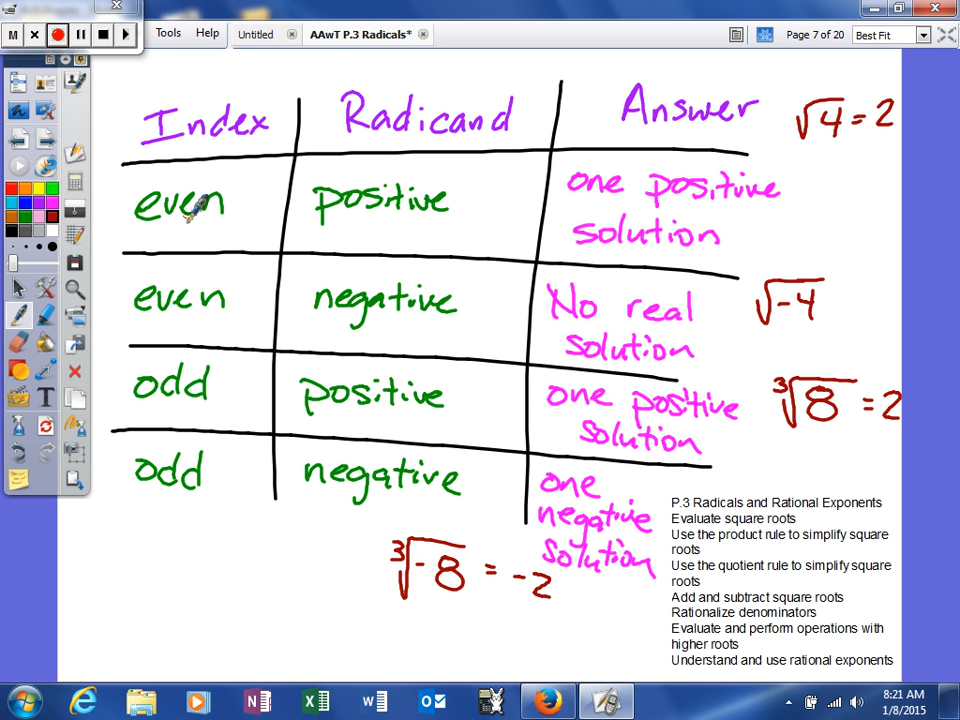 M
Tools Help Untitled AAwT P.3 Radicals* Page 7 of 20 Best Fit
Index Radicand Answer √4 = 2
even positive one positive
solution
even negative No real √-4
solution
odd positive one positive ³√8 = 2
solution
odd negative one
negative
solution
³√-8 = -2
P.3 Radicals and Rational Exponents
Evaluate square roots
Use the product rule to simplify square
roots
Use the quotient rule to simplify square
roots
Add and subtract square roots
Rationalize denominators
Evaluate and perform operations with
higher roots
Understand and use rational exponents
8:21 AM
1/8/2015